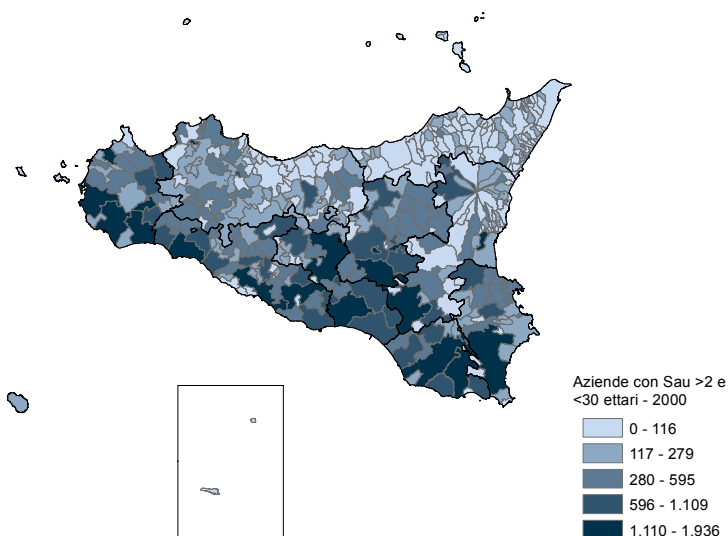 Aziende con Sau >2 e
<30 ettari - 2000
0 - 116
117 - 279
280 - 595
596 - 1.109
1.110 - 1.936